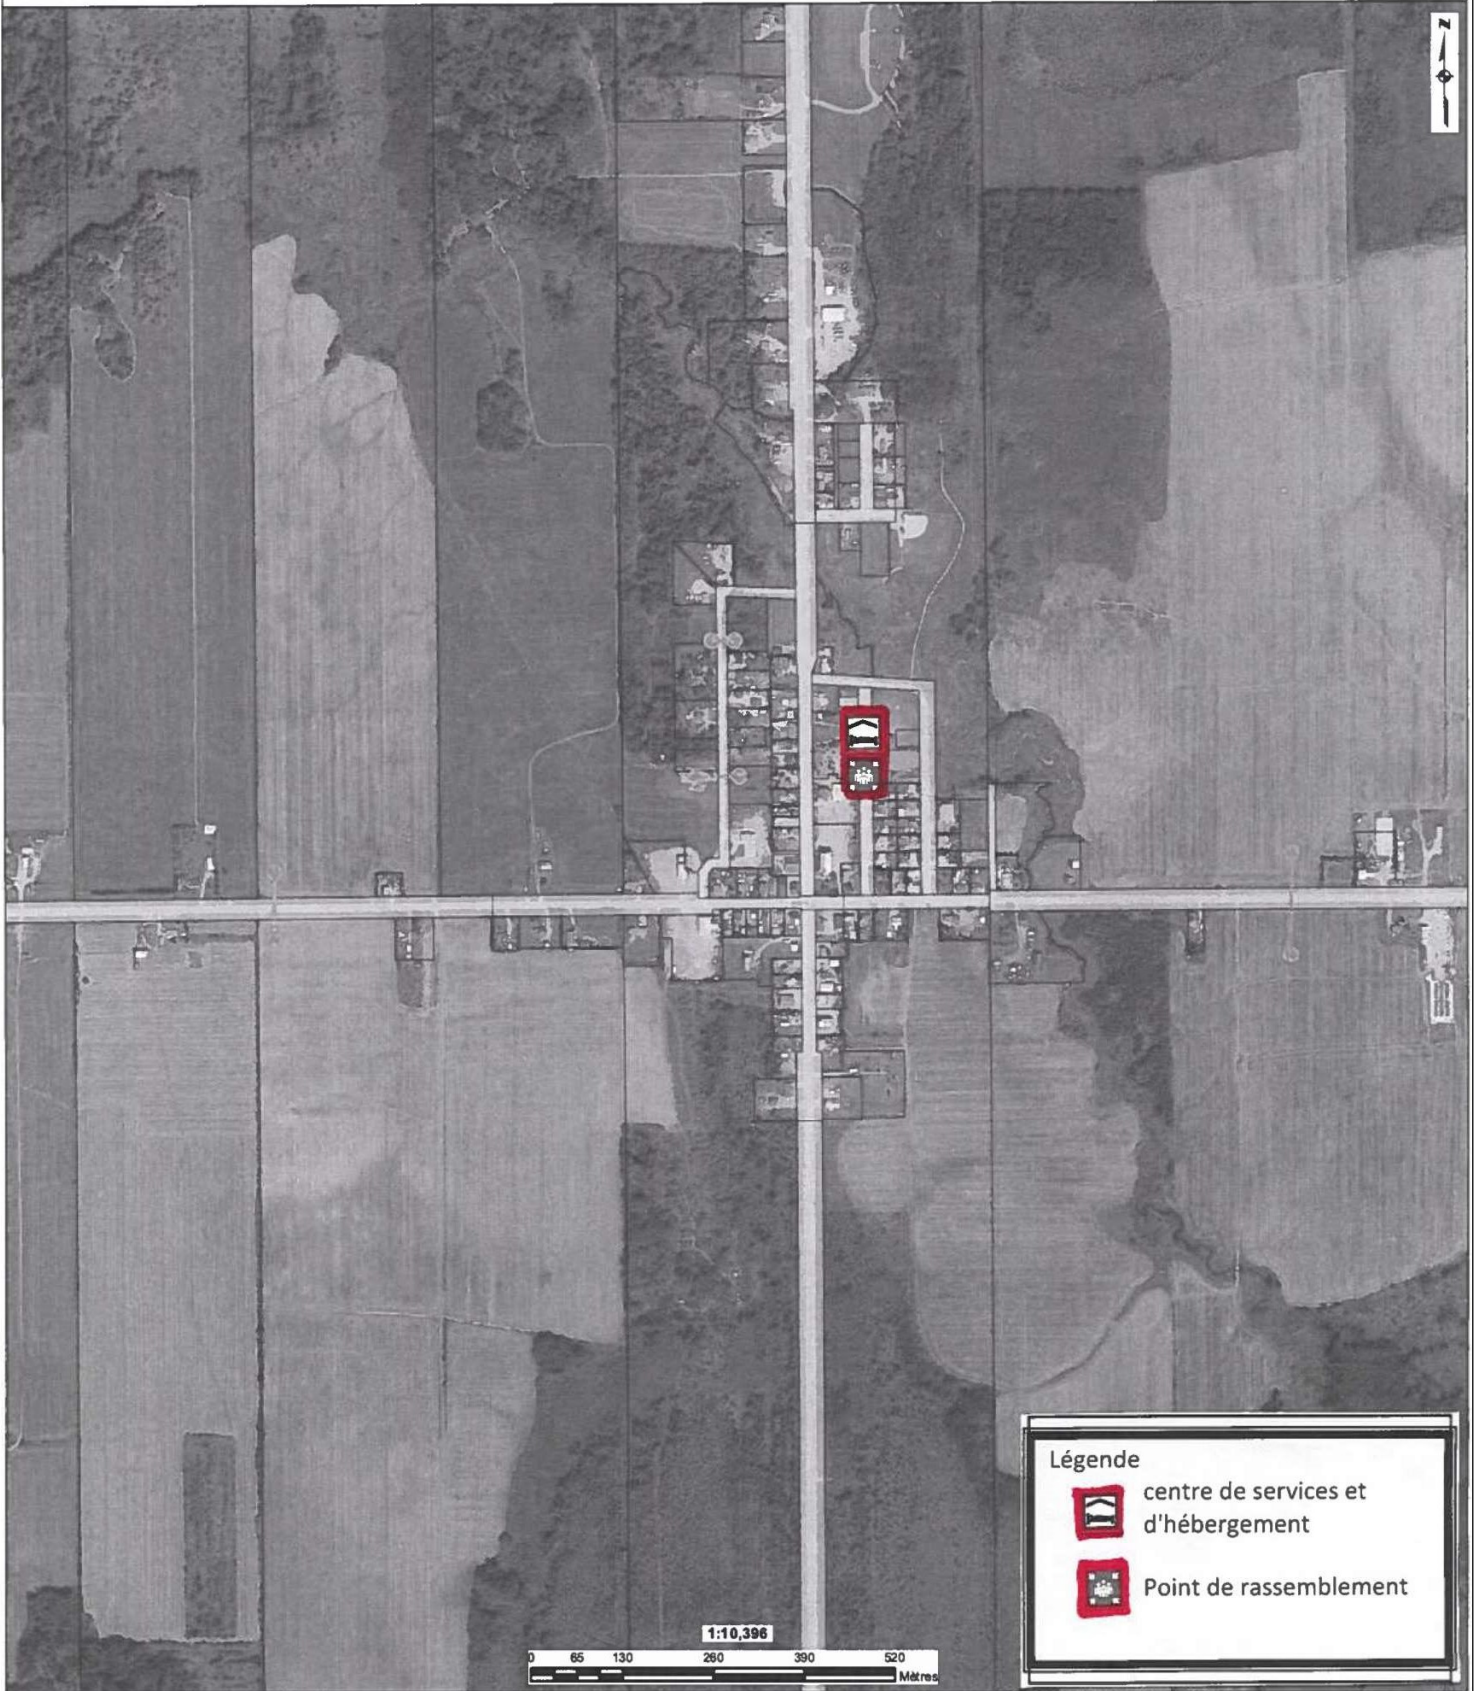 N
Légende
centre de services et
d'hébergement
Point de rassemblement
1:10,396
0 65 130 260 390 520
Mètres